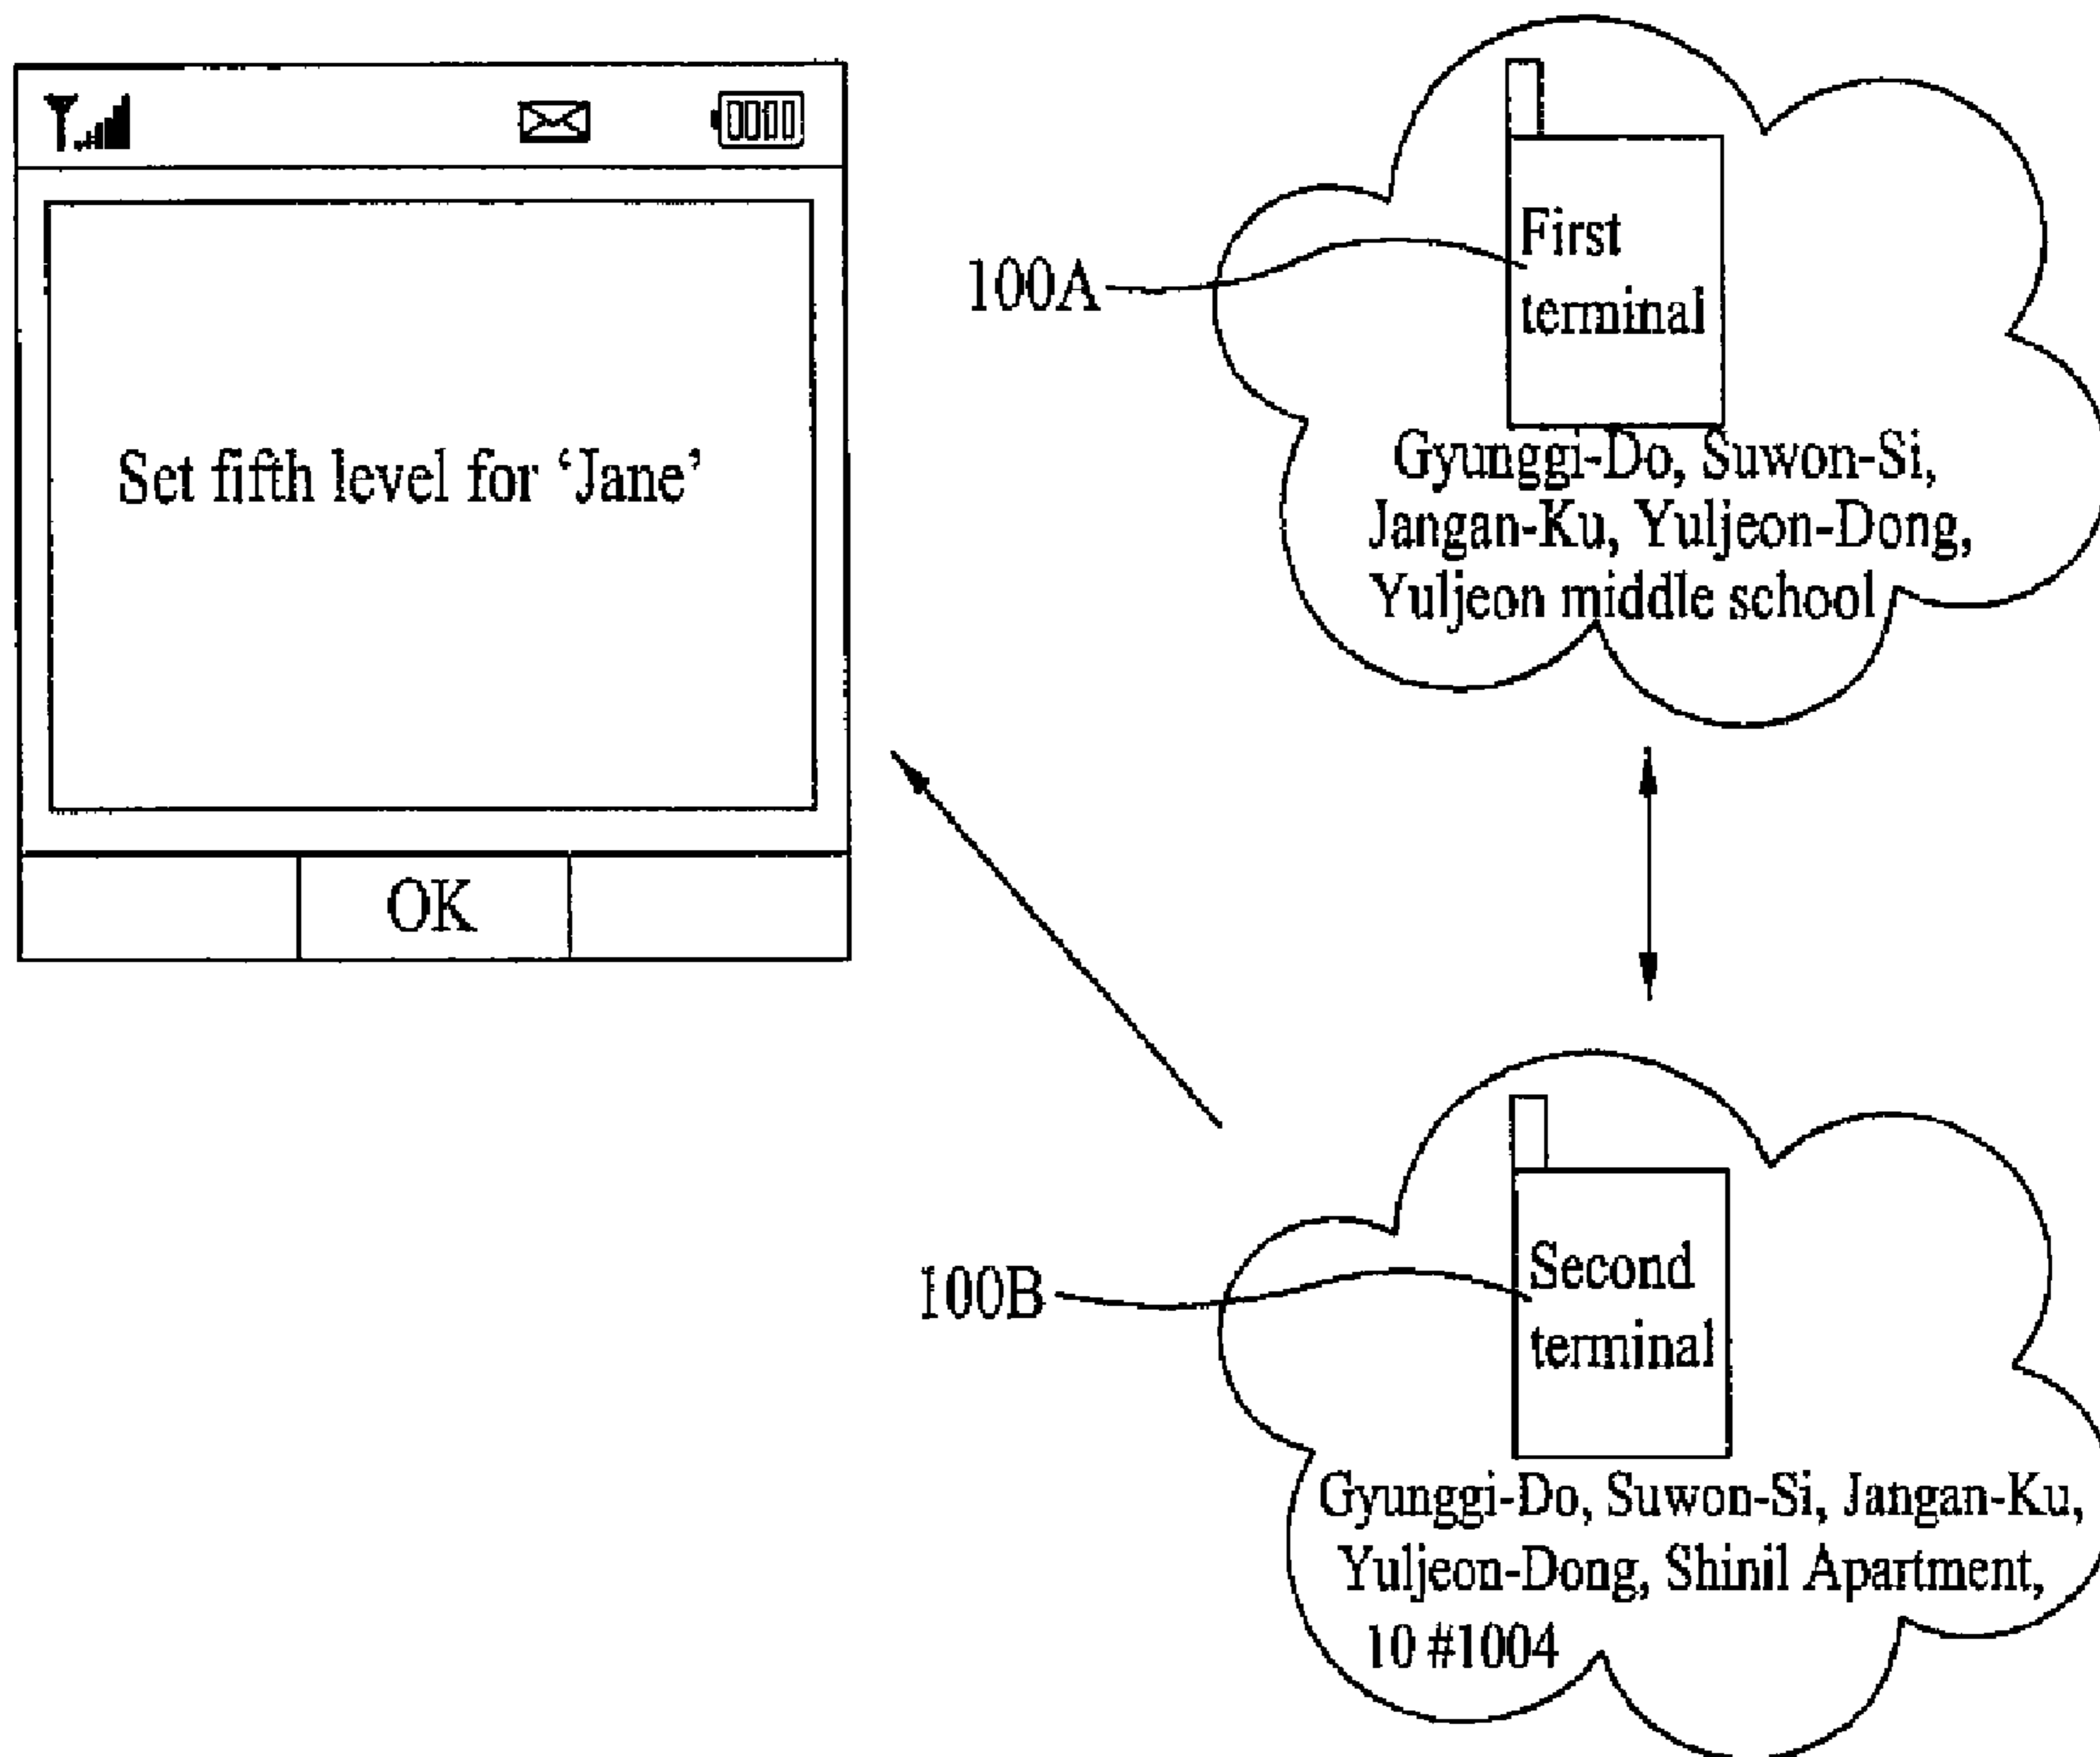 Set fifth level for ‘Jane’
OK
100A
First
terminal
Gyunggi-Do, Suwon-Si,
Jangan-Ku, Yuljeon-Dong,
Yuljeon middle school
100B
Second
terminal
Gyunggi-Do, Suwon-Si, Jangan-Ku,
Yuljeon-Dong, Shinil Apartment,
10 #1004